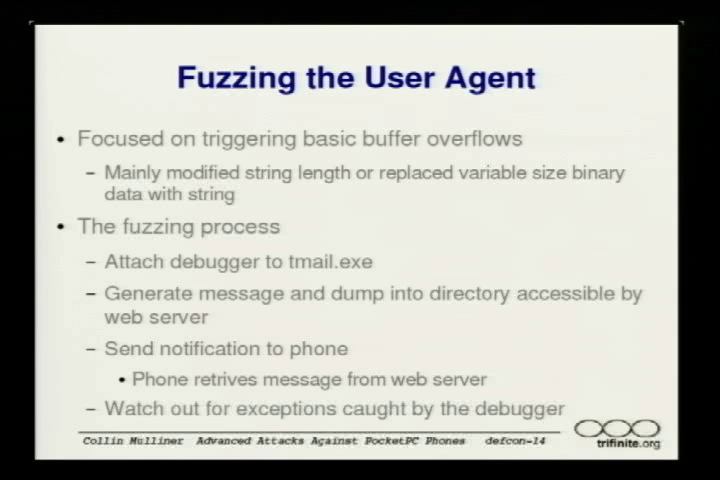 Fuzzing the User Agent
• Focused on triggering basic buffer overflows
– Mainly modified string length or replaced variable size binary
data with string
• The fuzzing process
– Attach debugger to tmail.exe
– Generate message and dump into directory accessible by
web server
– Send notification to phone
• Phone retrives message from web server
– Watch out for exceptions caught by the debugger
Collin Mulliner Advanced Attacks Against PocketPC Phones defcon-14
trifinite.org